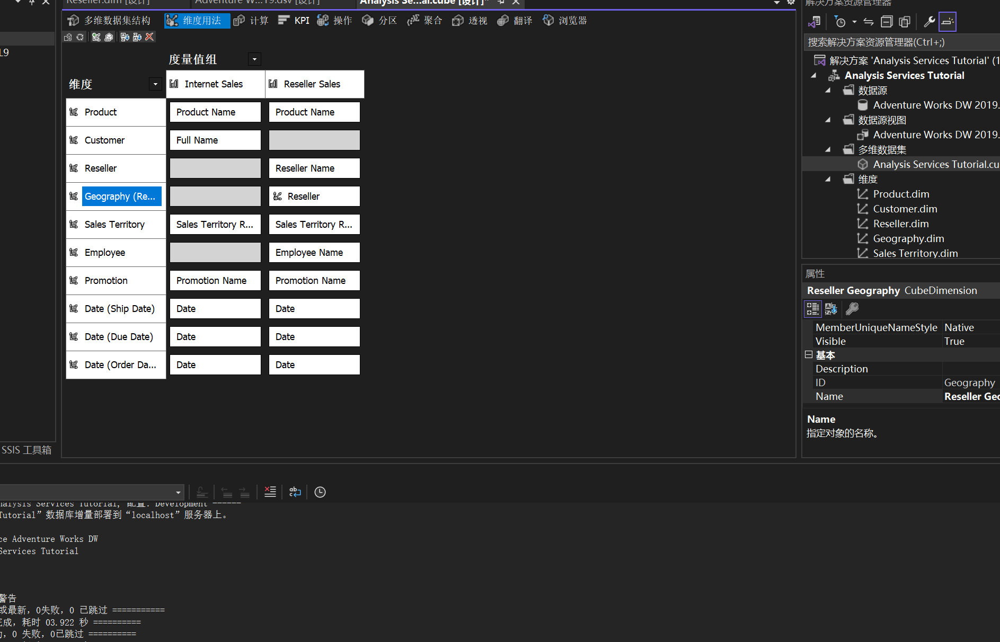 Reseller.dim [设计]
Adventure W...19.dsv [设计]
Analysis Se...al.cube [设计]*
多维数据集结构
维度用法
计算
KPI
操作
分区
聚合
透视
翻译
浏览器
度量值组
维度
Internet Sales
Reseller Sales
Product
Product Name
Product Name
Customer
Full Name
Reseller
Reseller Name
Geography (Re...
Reseller
Sales Territory
Sales Territory R...
Sales Territory R...
Employee
Employee Name
Promotion
Promotion Name
Promotion Name
Date (Ship Date)
Date
Date
Date (Due Date)
Date
Date
Date (Order Da...
Date
Date
SSIS 工具箱
解决方案资源管理器
搜索解决方案资源管理器(Ctrl+;)
解决方案 'Analysis Services Tutorial' (1
Analysis Services Tutorial
数据源
Adventure Works DW 2019.
数据源视图
Adventure Works DW 2019.
多维数据集
Analysis Services Tutorial.cu
维度
Product.dim
Customer.dim
Reseller.dim
Geography.dim
Sales Territory.dim
属性
Reseller Geography CubeDimension
MemberUniqueNameStyle Native
Visible True
基本
Description
ID Geography
Name Reseller Geo
Name
指定对象的名称。
nalysis Services Tutorial, 配置: Development ------
Tutorial”数据库增量部署到“localhost”服务器上。
ce Adventure Works DW
Services Tutorial
警告
或最新，0失败，0 已跳过 ===========
完成，耗时 03.922 秒 ==========
，0 失败，0已跳过 ==========